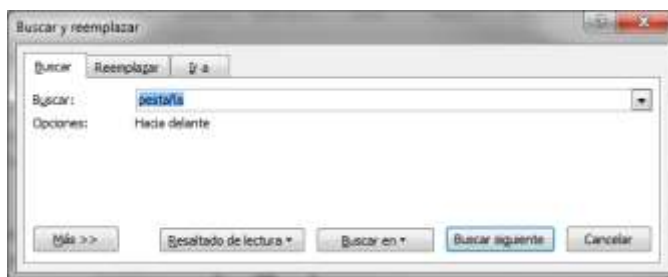 Buscar y reemplazar
Buscar Reemplazar Ir a
Buscar: pestaña
Opciones: Hacia delante
Más >> Resaltado de lectura Buscar en Buscar siguiente Cancelar